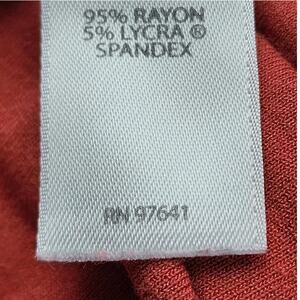 95% RAYON
5% LYCRA ®
SPANDEX
RN 97641